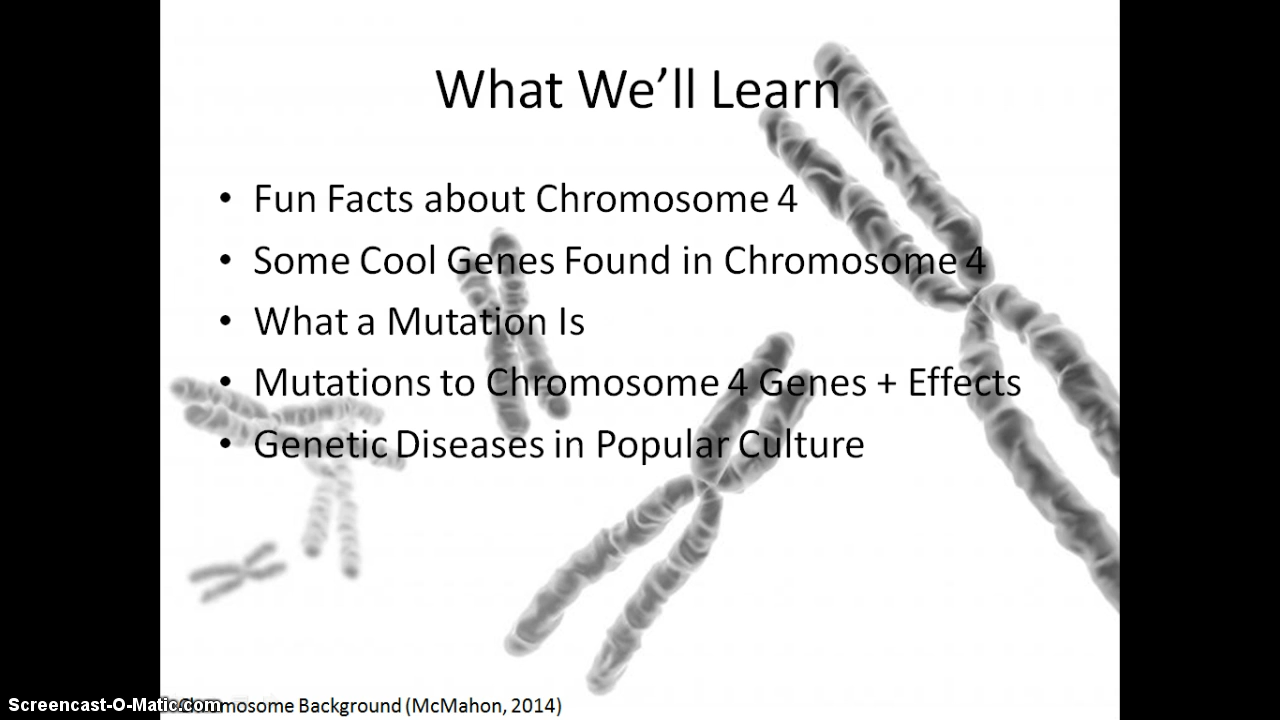 What We'll Learn
• Fun Facts about Chromosome 4
• Some Cool Genes Found in Chromosome 4
• What a Mutation Is
• Mutations to Chromosome 4 Genes + Effects
• Genetic Diseases in Popular Culture
Screencast-O-Matic.com
Background (McMahon, 2014)